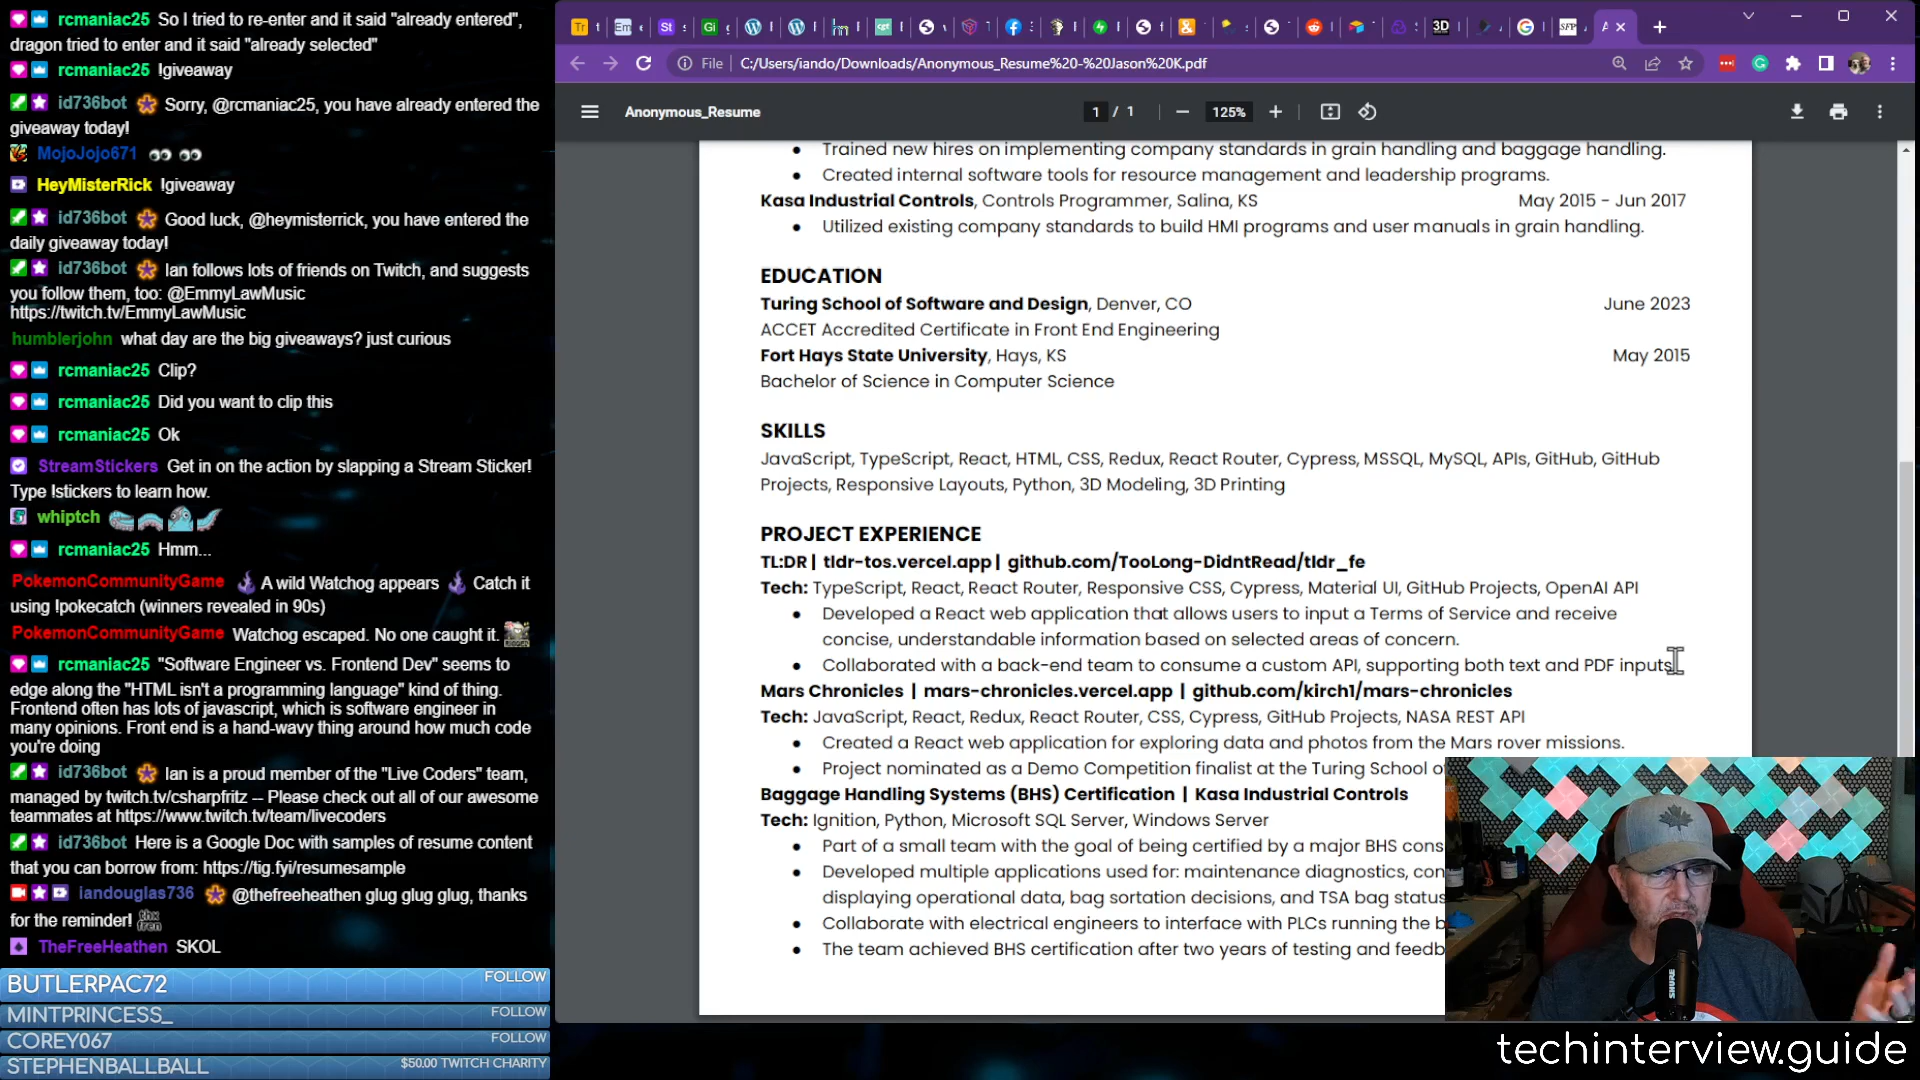 rcmaniac25 So I tried to re-enter and it said "already entered",
dragon tried to enter and it said "already selected"
rcmaniac25 !giveaway
id736bot Sorry, @rcmaniac25, you have already entered the
giveaway today!
MojoJojo671
HeyMisterRick !giveaway
id736bot Good luck, @heymisterrick, you have entered the
daily giveaway today!
id736bot Ian follows lots of friends on Twitch, and suggests
you follow them, too: @EmmyLawMusic
https://twitch.tv/EmmyLawMusic
humblerjohn what day are the big giveaways? just curious
rcmaniac25 Clip?
rcmaniac25 Did you want to clip this
rcmaniac25 Ok
StreamStickers Get in on the action by slapping a Stream Sticker!
Type !stickers to learn how.
whiptch
rcmaniac25 Hmm...
PokemonCommunityGame A wild Watchog appears Catch it
using !pokecatch (winners revealed in 90s)
PokemonCommunityGame Watchog escaped. No one caught it.
rcmaniac25 "Software Engineer vs. Frontend Dev" seems to
edge along the "HTML isn't a programming language" kind of thing.
Frontend often has lots of javascript, which is software engineer in
many opinions. Front end is a hand-wavy thing around how much code
you're doing
id736bot Ian is a proud member of the "Live Coders" team,
managed by twitch.tv/csharpfritz -- Please check out all of our awesome
teammates at https://www.twitch.tv/team/livecoders
id736bot Here is a Google Doc with samples of resume content
that you can borrow from: https://tig.fyi/resumesample
iandouglas736 @thefreeheathen glug glug glug, thanks
for the reminder!
TheFreeHeathen SKOL
BUTLERPAC72 FOLLOW
MINTPRINCESS_ FOLLOW
COREY067 FOLLOW
STEPHENBALLBALL $50.00 TWITCH CHARITY
File C:/Users/iando/Downloads/Anonymous_Resume%20-%20Jason%20K.pdf
Anonymous_Resume 1 / 1 125%
Trained new hires on implementing company standards in grain handling and baggage handling.
Created internal software tools for resource management and leadership programs.
Kasa Industrial Controls, Controls Programmer, Salina, KS May 2015 - Jun 2017
Utilized existing company standards to build HMI programs and user manuals in grain handling.
EDUCATION
Turing School of Software and Design, Denver, CO June 2023
ACCET Accredited Certificate in Front End Engineering
Fort Hays State University, Hays, KS May 2015
Bachelor of Science in Computer Science
SKILLS
JavaScript, TypeScript, React, HTML, CSS, Redux, React Router, Cypress, MSSQL, MySQL, APIs, GitHub, GitHub
Projects, Responsive Layouts, Python, 3D Modeling, 3D Printing
PROJECT EXPERIENCE
TL:DR | tldr-tos.vercel.app | github.com/TooLong-DidntRead/tldr_fe
Tech: TypeScript, React, React Router, Responsive CSS, Cypress, Material UI, GitHub Projects, OpenAI API
Developed a React web application that allows users to input a Terms of Service and receive
concise, understandable information based on selected areas of concern.
Collaborated with a back-end team to consume a custom API, supporting both text and PDF inputs
Mars Chronicles | mars-chronicles.vercel.app | github.com/kirch1/mars-chronicles
Tech: JavaScript, React, Redux, React Router, CSS, Cypress, GitHub Projects, NASA REST API
Created a React web application for exploring data and photos from the Mars rover missions.
Project nominated as a Demo Competition finalist at the Turing School of
Baggage Handling Systems (BHS) Certification | Kasa Industrial Controls
Tech: Ignition, Python, Microsoft SQL Server, Windows Server
Part of a small team with the goal of being certified by a major BHS cons
Developed multiple applications used for: maintenance diagnostics, con
displaying operational data, bag sortation decisions, and TSA bag status
Collaborate with electrical engineers to interface with PLCs running the b
The team achieved BHS certification after two years of testing and feedb
SHURE
techinterview.guide